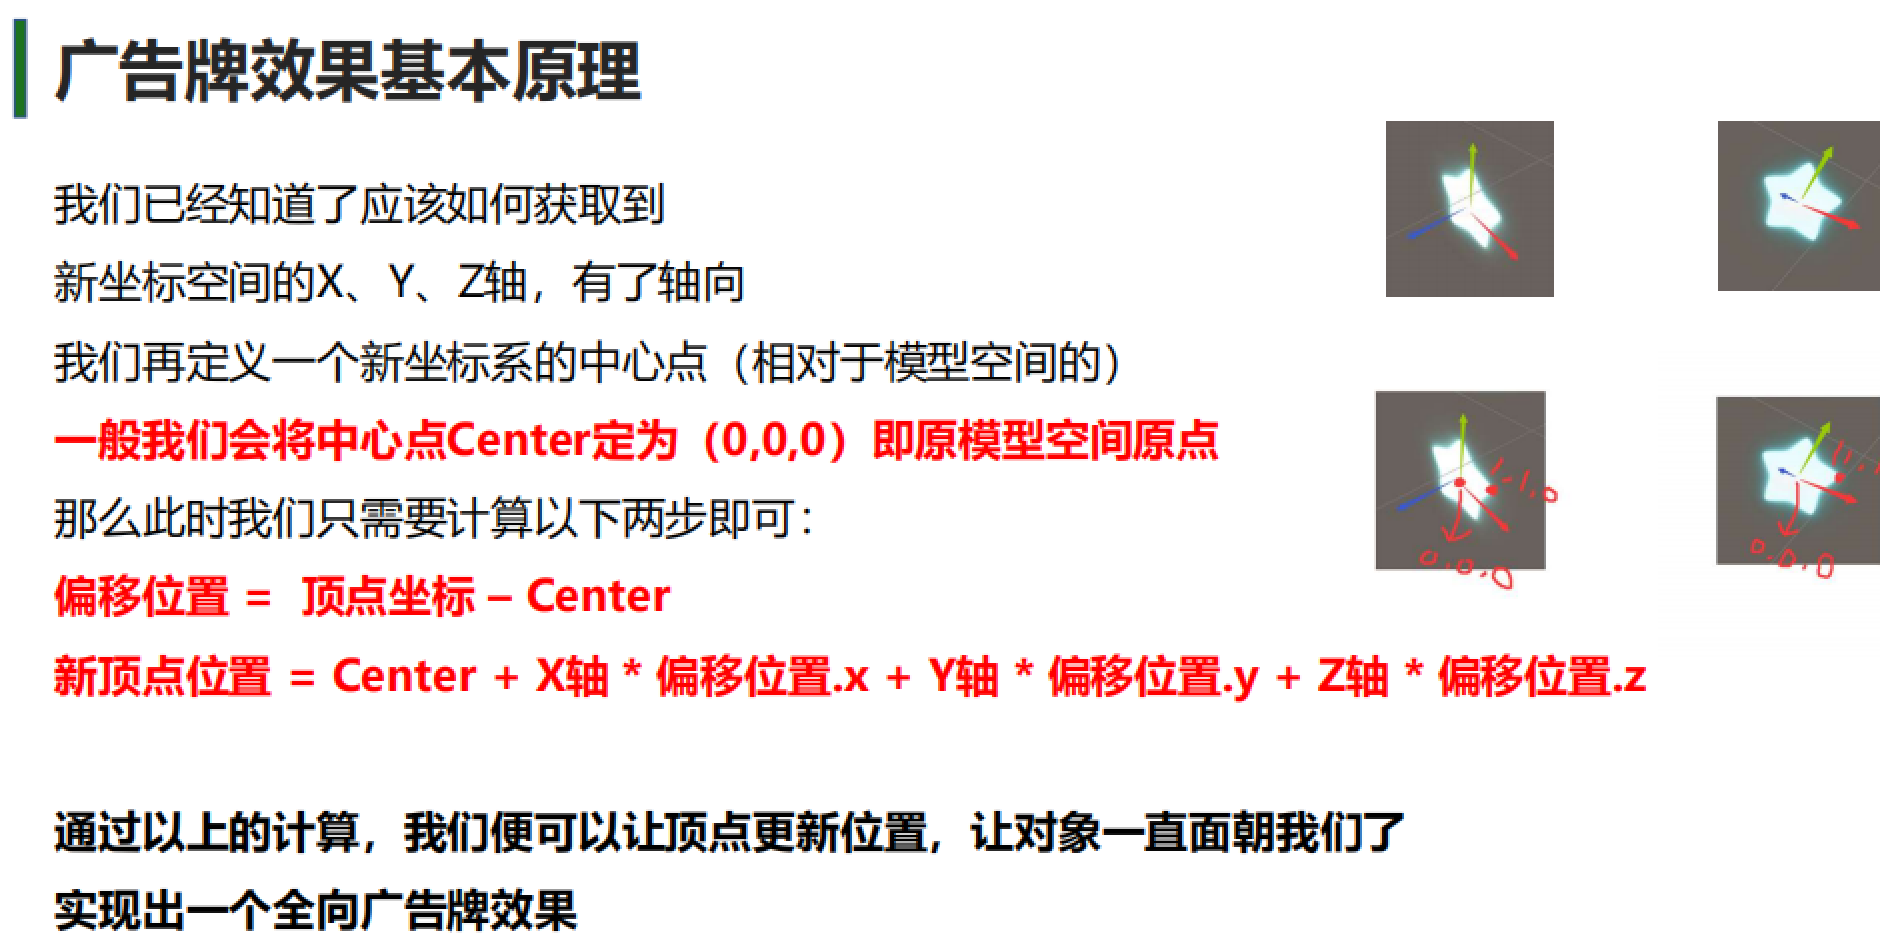 广告牌效果基本原理
我们已经知道了应该如何获取到
新坐标空间的X、Y、Z轴，有了轴向
我们再定义一个新坐标系的中心点（相对于模型空间的）
一般我们会将中心点Center定为（0,0,0）即原模型空间原点
那么此时我们只需要计算以下两步即可：
偏移位置 = 顶点坐标 – Center
新顶点位置 = Center + X轴 * 偏移位置.x + Y轴 * 偏移位置.y + Z轴 * 偏移位置.z
通过以上的计算，我们便可以让顶点更新位置，让对象一直面朝我们了
实现出一个全向广告牌效果
0.0.0
0.0.0